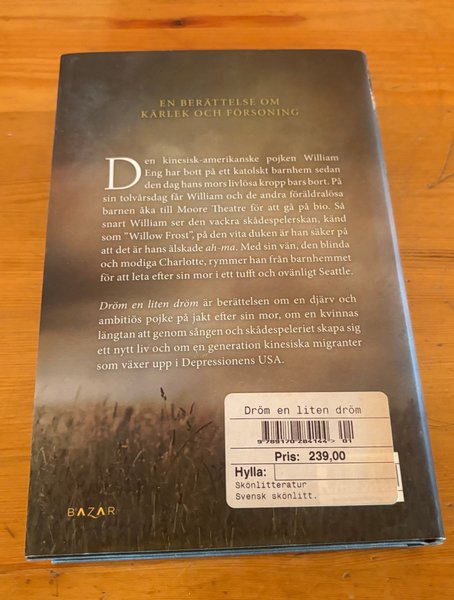 EN BERÄTTELSE OM
KÄRLEK OCH FÖRSONING
Den kinesisk-amerikanske pojken William
Eng har bott på ett katolskt barnhem sedan
den dag hans mors livlösa kropp bars bort. På
sin tolvårsdag får William och de andra föräldralösa
barnen åka till Moore Theatre för att gå på bio. Så
snart William ser den vackra skådespelerskan, känd
som ”Willow Frost”, på den vita duken är han säker på
att det är hans älskade ah-ma. Med sin vän, den blinda
och modiga Charlotte, rymmer han från barnhemmet
för att leta efter sin mor i ett tufft och ovänligt Seattle.
Dröm en liten dröm är berättelsen om en djärv och
ambitiös pojke på jakt efter sin mor, om en kvinnas
längtan att genom sången och skådespeleriet skapa sig
ett nytt liv och om en generation kinesiska migranter
som växer upp i Depressionens USA.
Dröm en liten dröm
9789170284144> 01
Pris: 239,00
Hylla:
Skönlitteratur
Svensk skönlitt.
BAZAR